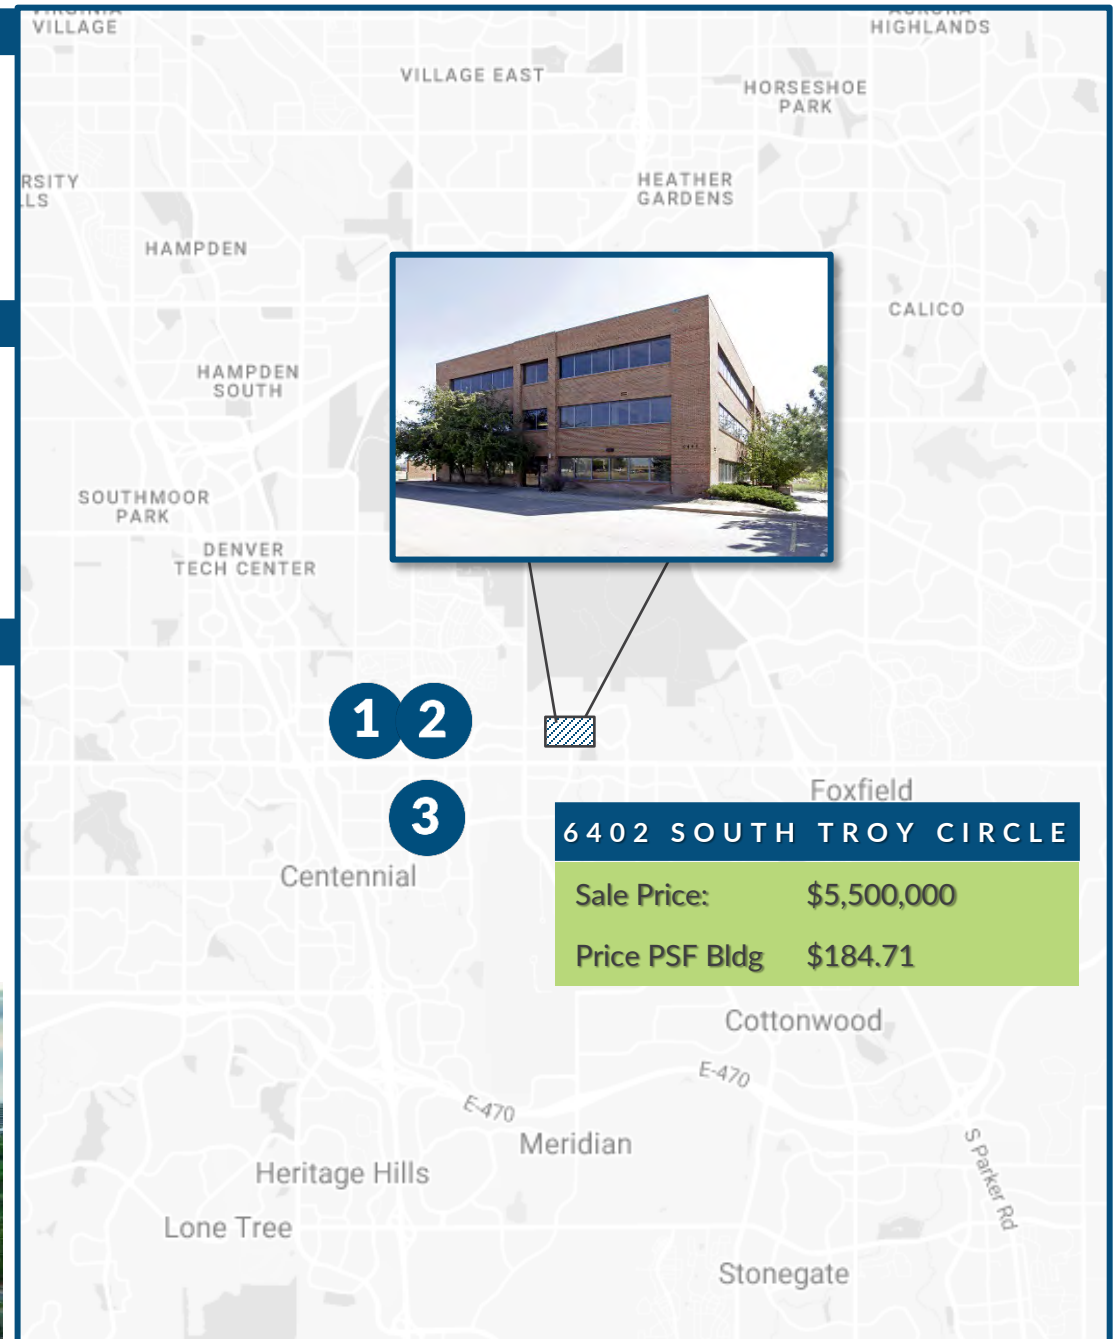 VILLAGE
HIGHLANDS
VILLAGE EAST
HORSESHOE
PARK
HEATHER
GARDENS
HAMPDEN
CALICO
HAMPDEN
SOUTH
SOUTHMOOR
PARK
DENVER
TECH CENTER
1 2
3
Foxfield
6402 SOUTH TROY CIRCLE
Centennial
Sale Price: $5,500,000
Price PSF Bldg $184.71
Cottonwood
E-470
E-470
Meridian
S Parker Rd
Heritage Hills
Lone Tree
Stonegate